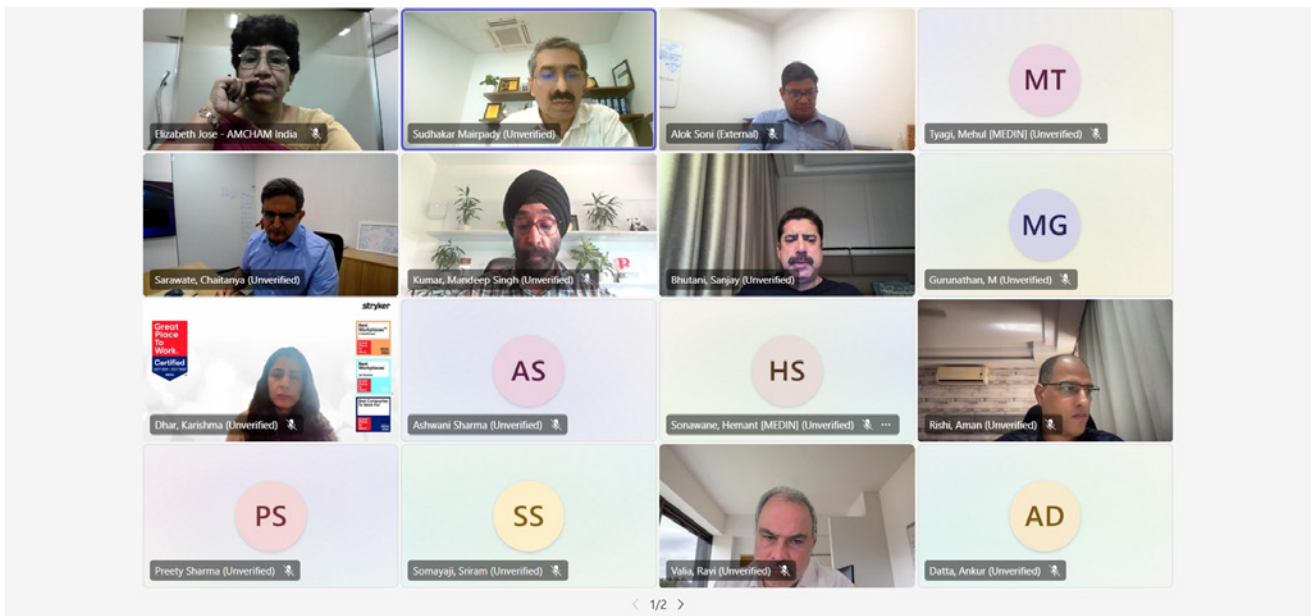 Elizabeth Jose - AMCHAM India
Sudhakar Mairpady (Unverified)
Alok Soni (External)
MT
Tyagi, Mehul [MEDIN] (Unverified)
Sarawate, Chaitanya (Unverified)
Kumar, Mandeep Singh (Unverified)
Bhutani, Sanjay (Unverified)
MG
Gurunathan, M (Unverified)
stryker
Great
Place
To
Work.
Certified
Dhar, Karishma (Unverified)
AS
Ashwani Sharma (Unverified)
HS
Sonawane, Hemant [MEDIN] (Unverified) ...
Rishi, Aman (Unverified)
PS
Preety Sharma (Unverified)
SS
Somayaji, Sriram (Unverified)
Valia, Ravi (Unverified)
AD
Datta, Ankur (Unverified)
< 1/2 >